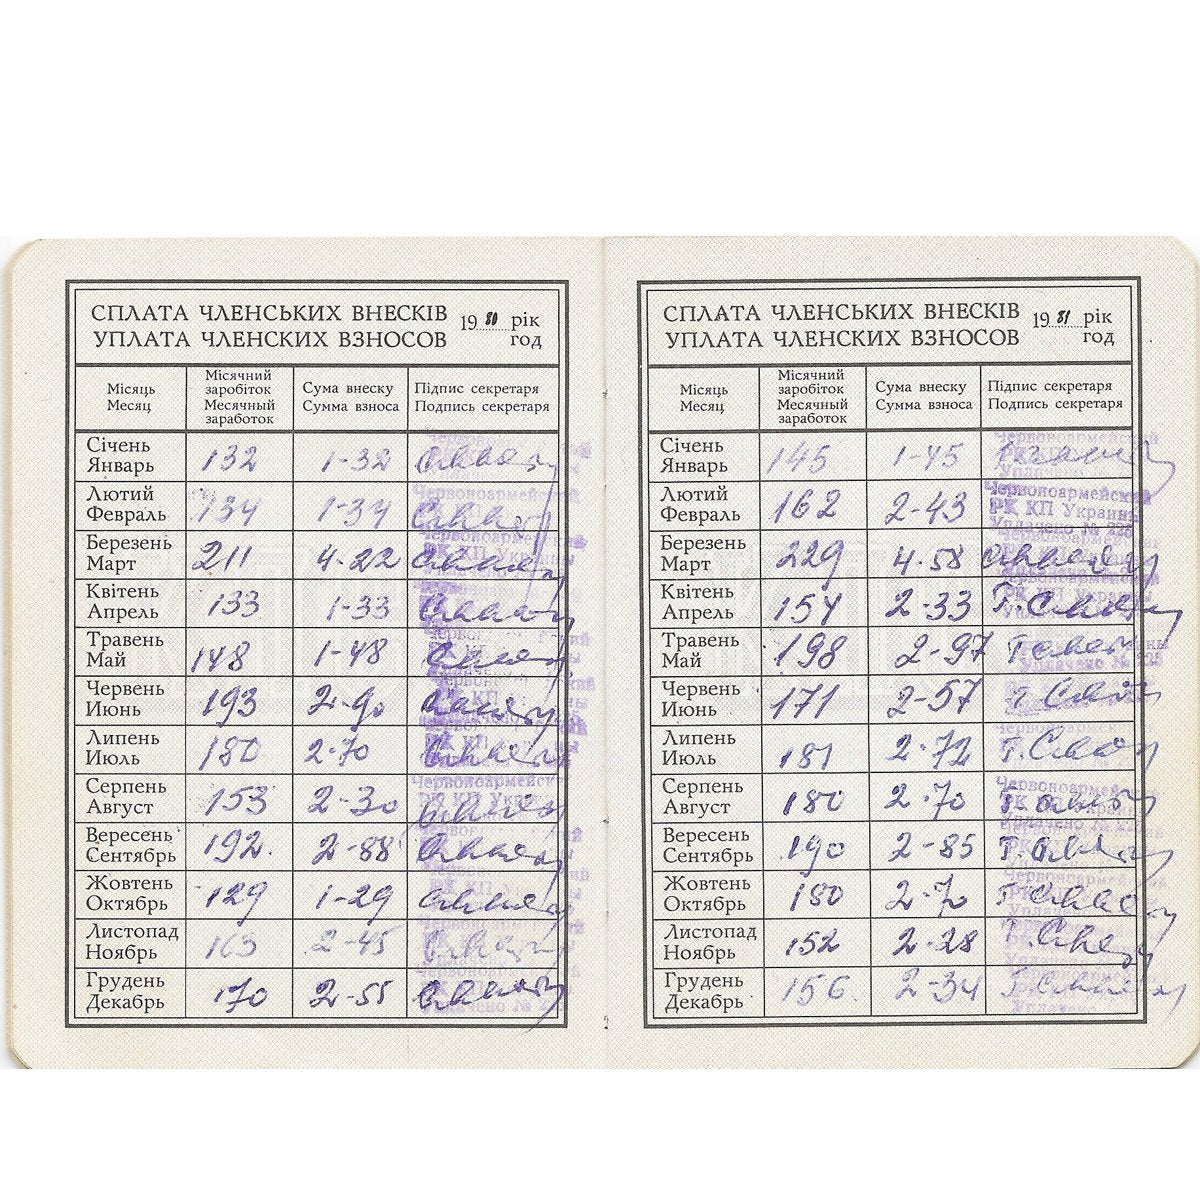 СПЛАТА ЧЛЕНСЬКИХ ВНЕСКІВ
УПЛАТА ЧЛЕНСКИХ ВЗНОСОВ
19 80 рік
год
Місяць
Месяц
Місячний
заробіток
Месячный
заработок
Сума внеску
Сумма взноса
Підпис секретаря
Подпись секретаря
Січень
Январь 132 1-32
Лютий
Февраль 134 1-34
Березень
Март 211 4-22
Квітень
Апрель 133 1-33
Травень
Май 148 1-48
Червень
Июнь 193 2-90
Липень
Июль 180 2-70
Серпень
Август 153 2-30
Вересень
Сентябрь 192 2-88
Жовтень
Октябрь 129 1-29
Листопад
Ноябрь 163 2-45
Грудень
Декабрь 170 2-55
СПЛАТА ЧЛЕНСЬКИХ ВНЕСКІВ
УПЛАТА ЧЛЕНСКИХ ВЗНОСОВ
19 81 рік
год
Місяць
Месяц
Місячний
заробіток
Месячный
заработок
Сума внеску
Сумма взноса
Підпис секретаря
Подпись секретаря
Січень
Январь 145 1-45
Лютий
Февраль 162 2-43
Червоноармейский
РК КП Украины
Уплачено №
Березень
Март 229 4-58
Квітень
Апрель 154 2-33
Травень
Май 198 2-97
Червень
Июнь 171 2-57
Липень
Июль 181 2-72
Серпень
Август 180 2-70
Вересень
Сентябрь 190 2-85
Жовтень
Октябрь 180 2-70
Листопад
Ноябрь 152 2-28
Грудень
Декабрь 156 2-34